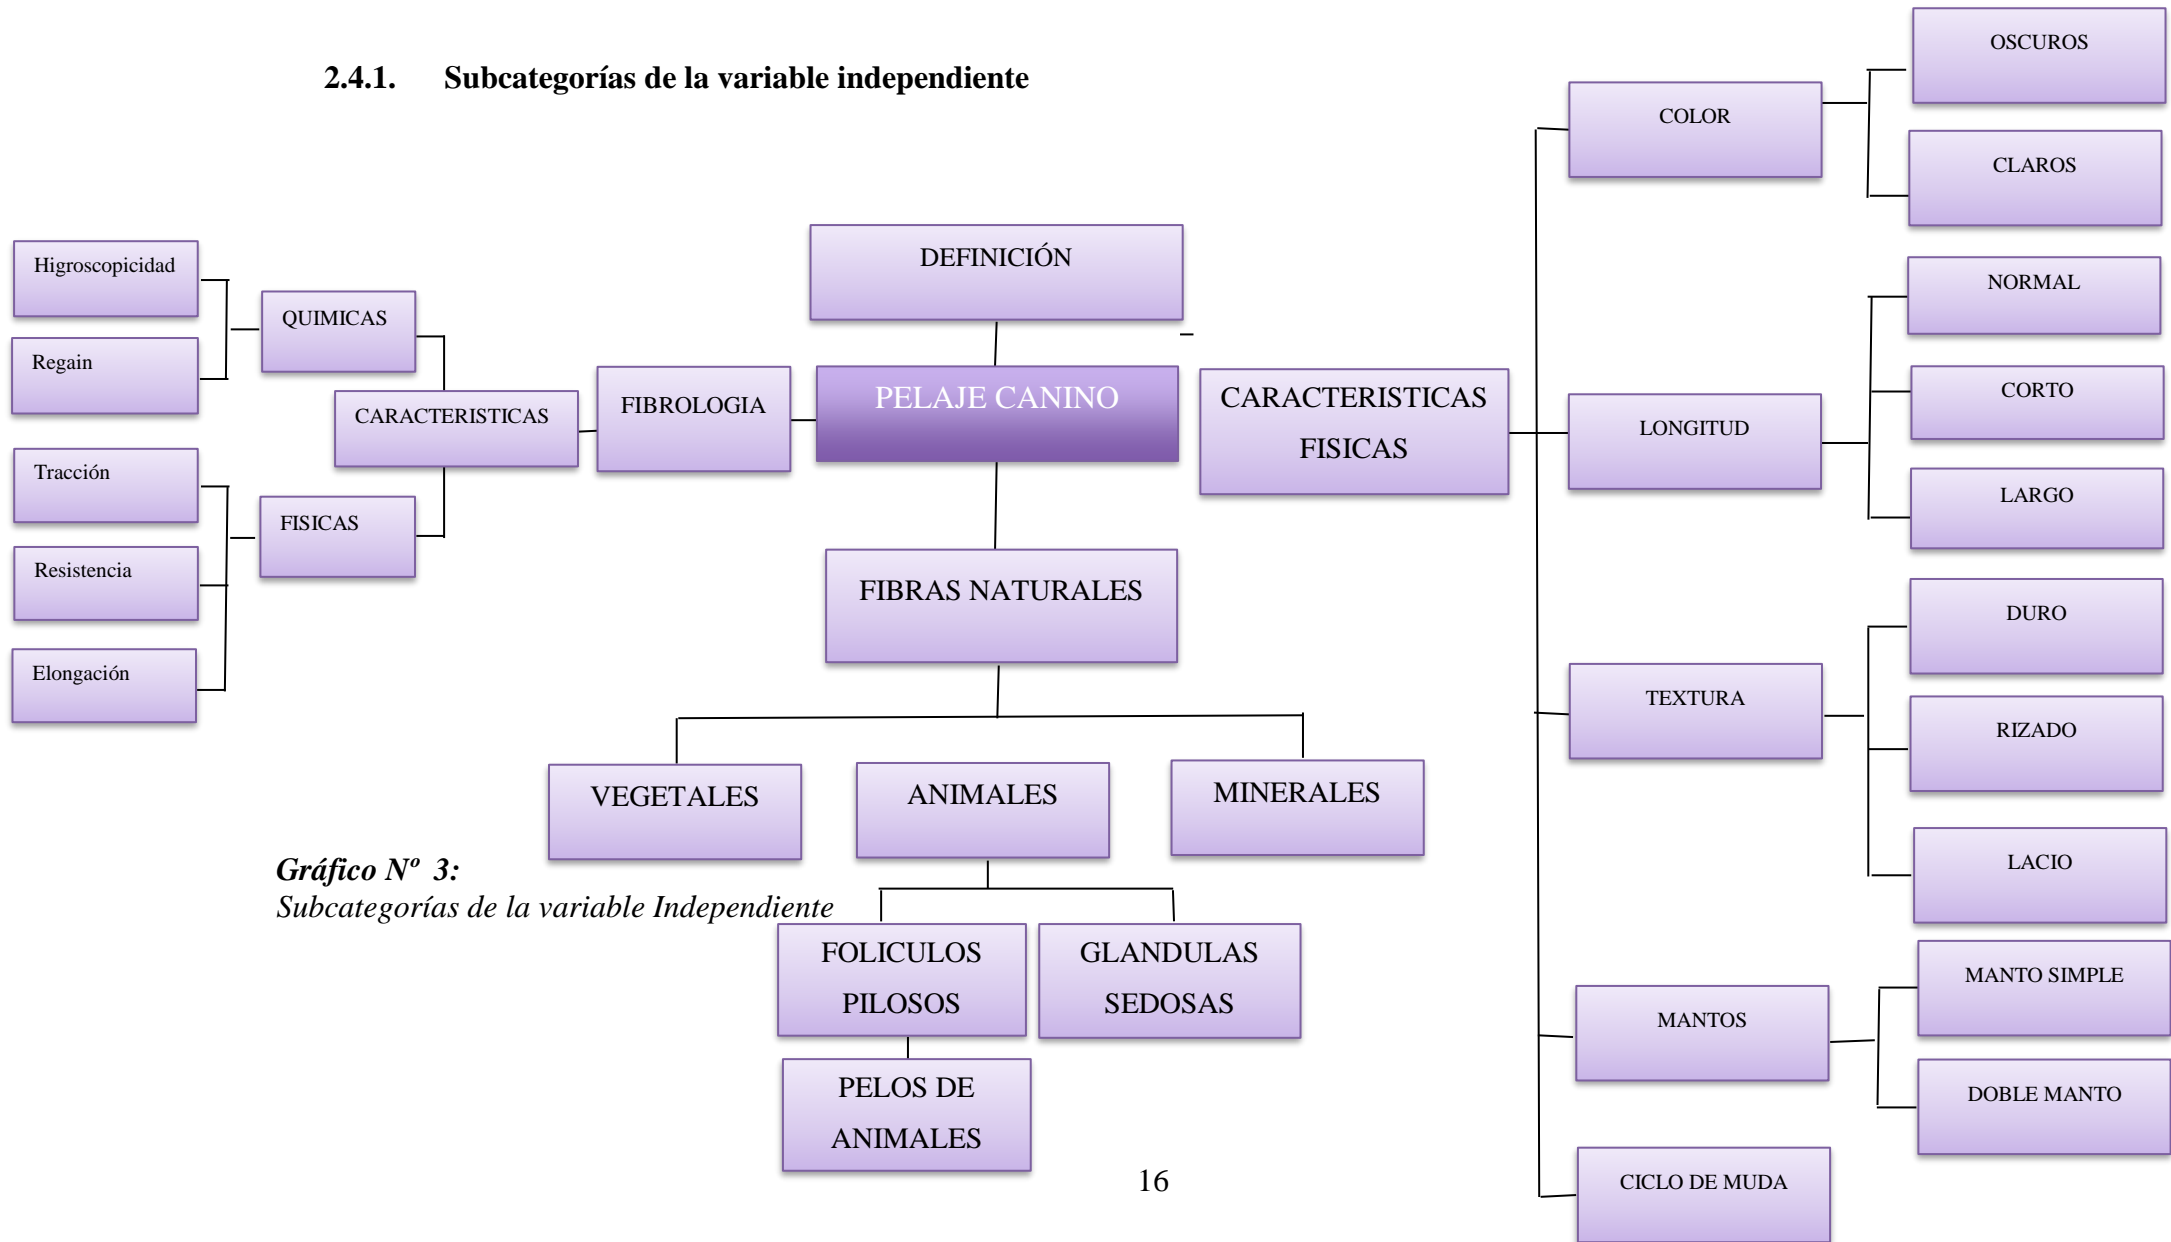 2.4.1. Subcategorías de la variable independiente
DEFINICIÓN
PELAJE CANINO
FIBROLOGIA
CARACTERISTICAS
QUIMICAS
Higroscopicidad
Regain
FISICAS
Tracción
Resistencia
Elongación
FIBRAS NATURALES
VEGETALES
ANIMALES
MINERALES
FOLICULOS
PILOSOS
GLANDULAS
SEDOSAS
PELOS DE
ANIMALES
CARACTERISTICAS
FISICAS
COLOR
OSCUROS
CLAROS
LONGITUD
NORMAL
CORTO
LARGO
TEXTURA
DURO
RIZADO
LACIO
MANTOS
MANTO SIMPLE
DOBLE MANTO
CICLO DE MUDA
Gráfico Nº 3:
Subcategorías de la variable Independiente
16